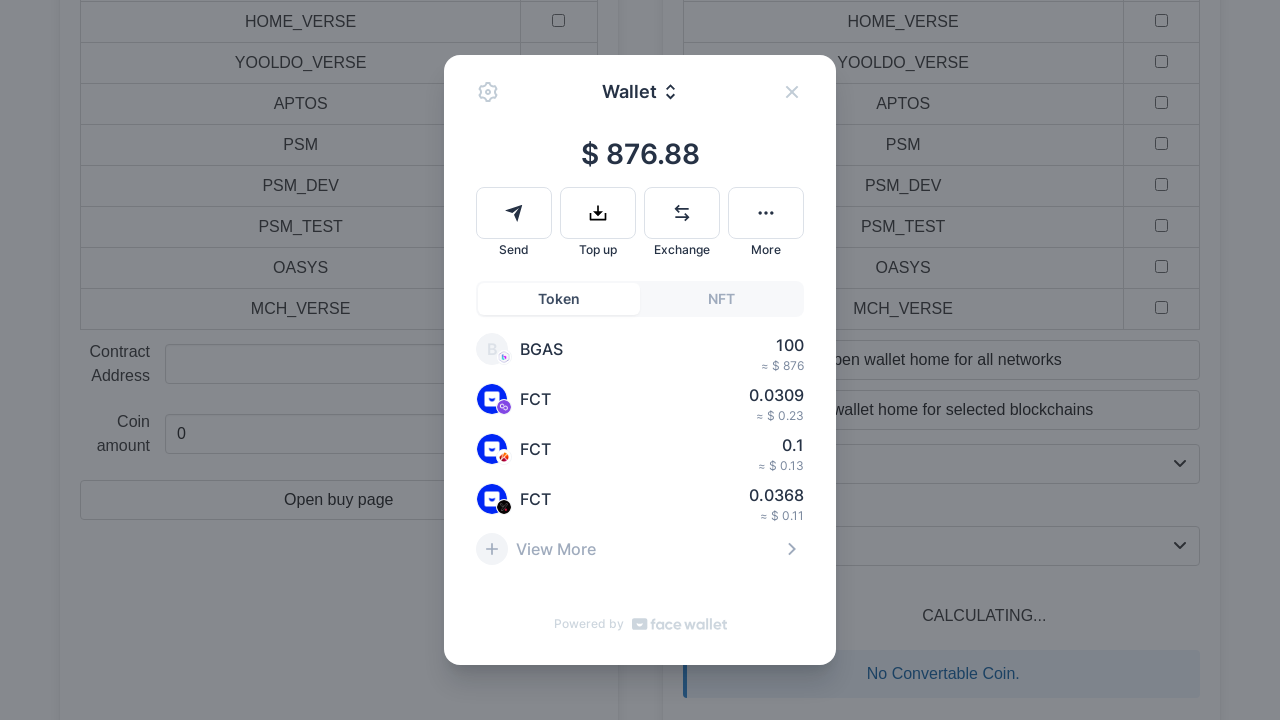 HOME_VERSE
YOOLDO_VERSE
APTOS
PSM
PSM_DEV
PSM_TEST
OASYS
MCH_VERSE
Contract
Address
Coin
amount
0
Open buy page
Wallet
$ 876.88
Send
Top up
Exchange
More
Token
NFT
B
BGAS
100
≈ $ 876
FCT
0.0309
≈ $ 0.23
FCT
0.1
≈ $ 0.13
FCT
0.0368
≈ $ 0.11
View More
Powered by
face wallet
HOME_VERSE
YOOLDO_VERSE
APTOS
PSM
PSM_DEV
PSM_TEST
OASYS
MCH_VERSE
wallet home for all networks
wallet home for selected blockchains
CALCULATING...
No Convertable Coin.